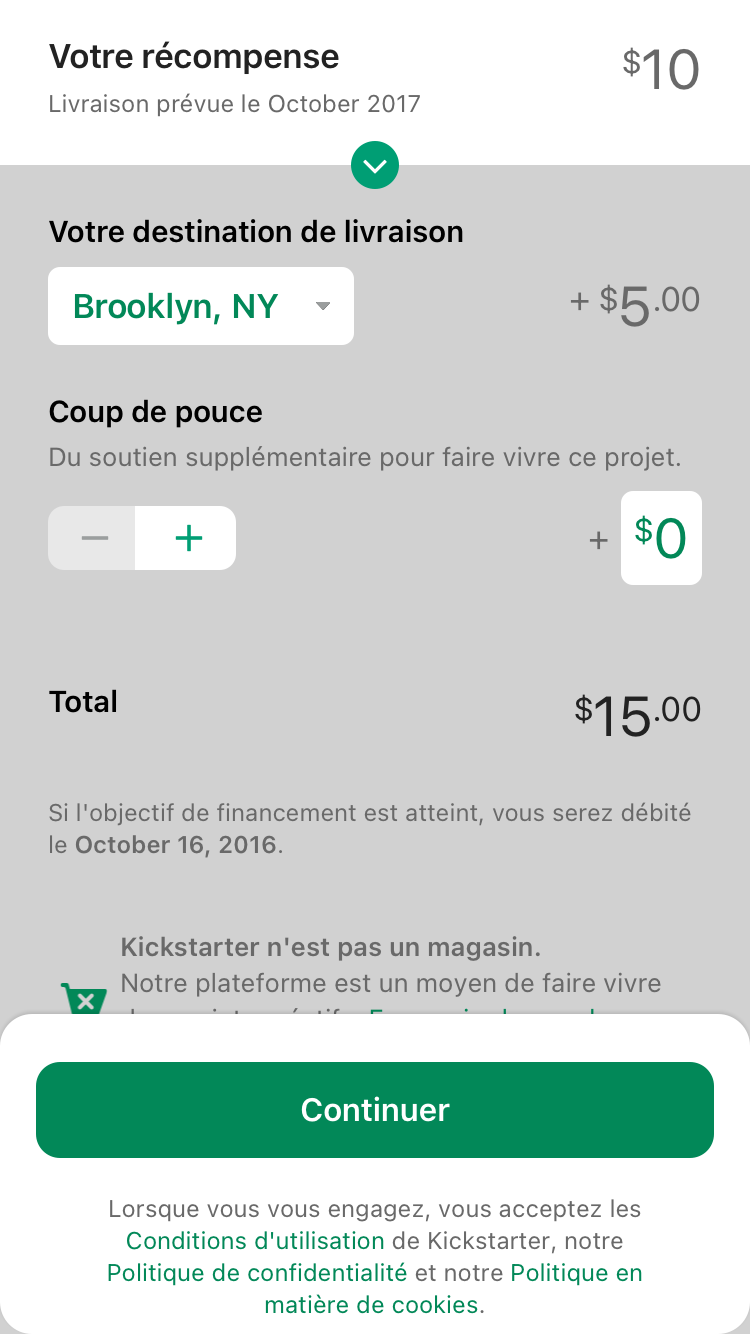 Votre récompense
$10
Livraison prévue le October 2017
Votre destination de livraison
Brooklyn, NY
+ $5.00
Coup de pouce
Du soutien supplémentaire pour faire vivre ce projet.
+ $0
Total
$15.00
Si l'objectif de financement est atteint, vous serez débité
le October 16, 2016.
Kickstarter n'est pas un magasin.
Notre plateforme est un moyen de faire vivre
Continuer
Lorsque vous vous engagez, vous acceptez les
Conditions d'utilisation de Kickstarter, notre
Politique de confidentialité et notre Politique en
matière de cookies.